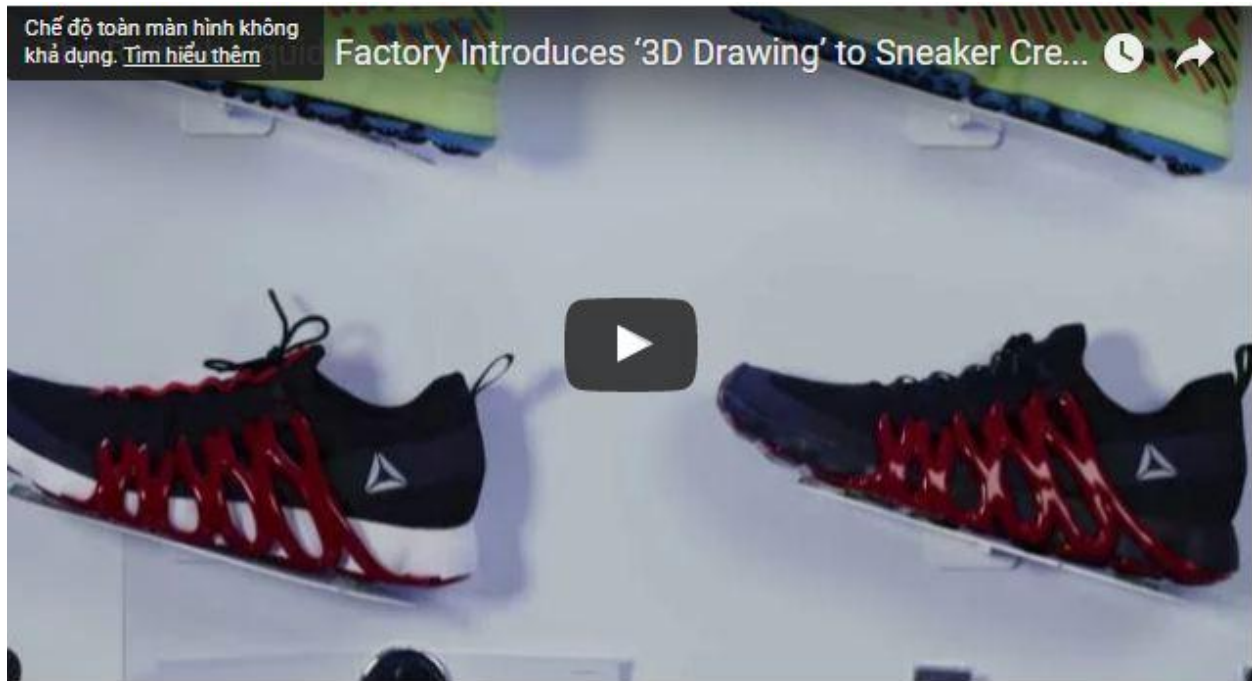 Chế độ toàn màn hình không
khả dụng. Tìm hiểu thêm
Factory Introduces ‘3D Drawing’ to Sneaker Cre...